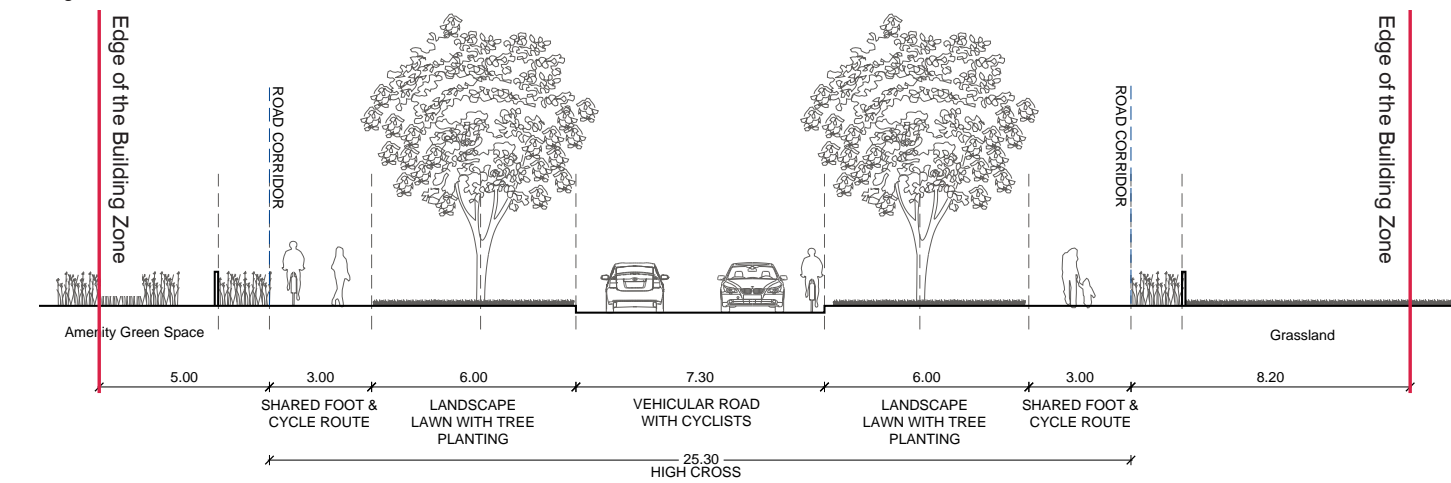 Edge of the Building Zone
ROAD CORRIDOR
ROAD CORRIDOR
Edge of the Building Zone
Amenity Green Space
Grassland
5.00
3.00
6.00
7.30
6.00
3.00
8.20
SHARED FOOT &
CYCLE ROUTE
LANDSCAPE
LAWN WITH TREE
PLANTING
VEHICULAR ROAD
WITH CYCLISTS
LANDSCAPE
LAWN WITH TREE
PLANTING
SHARED FOOT &
CYCLE ROUTE
25.30
HIGH CROSS